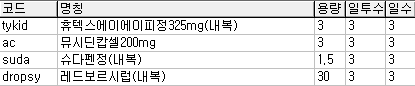 코드 명칭 용량 일투수 일수
tykid 휴텍스에이에이피정325mg(내복) 3 3 3
ac 뮤시딘캅셀200mg 3 3 3
suda 슈다펜정(내복) 1.5 3 3
dropsy 레드보르시럽(내복) 30 3 3